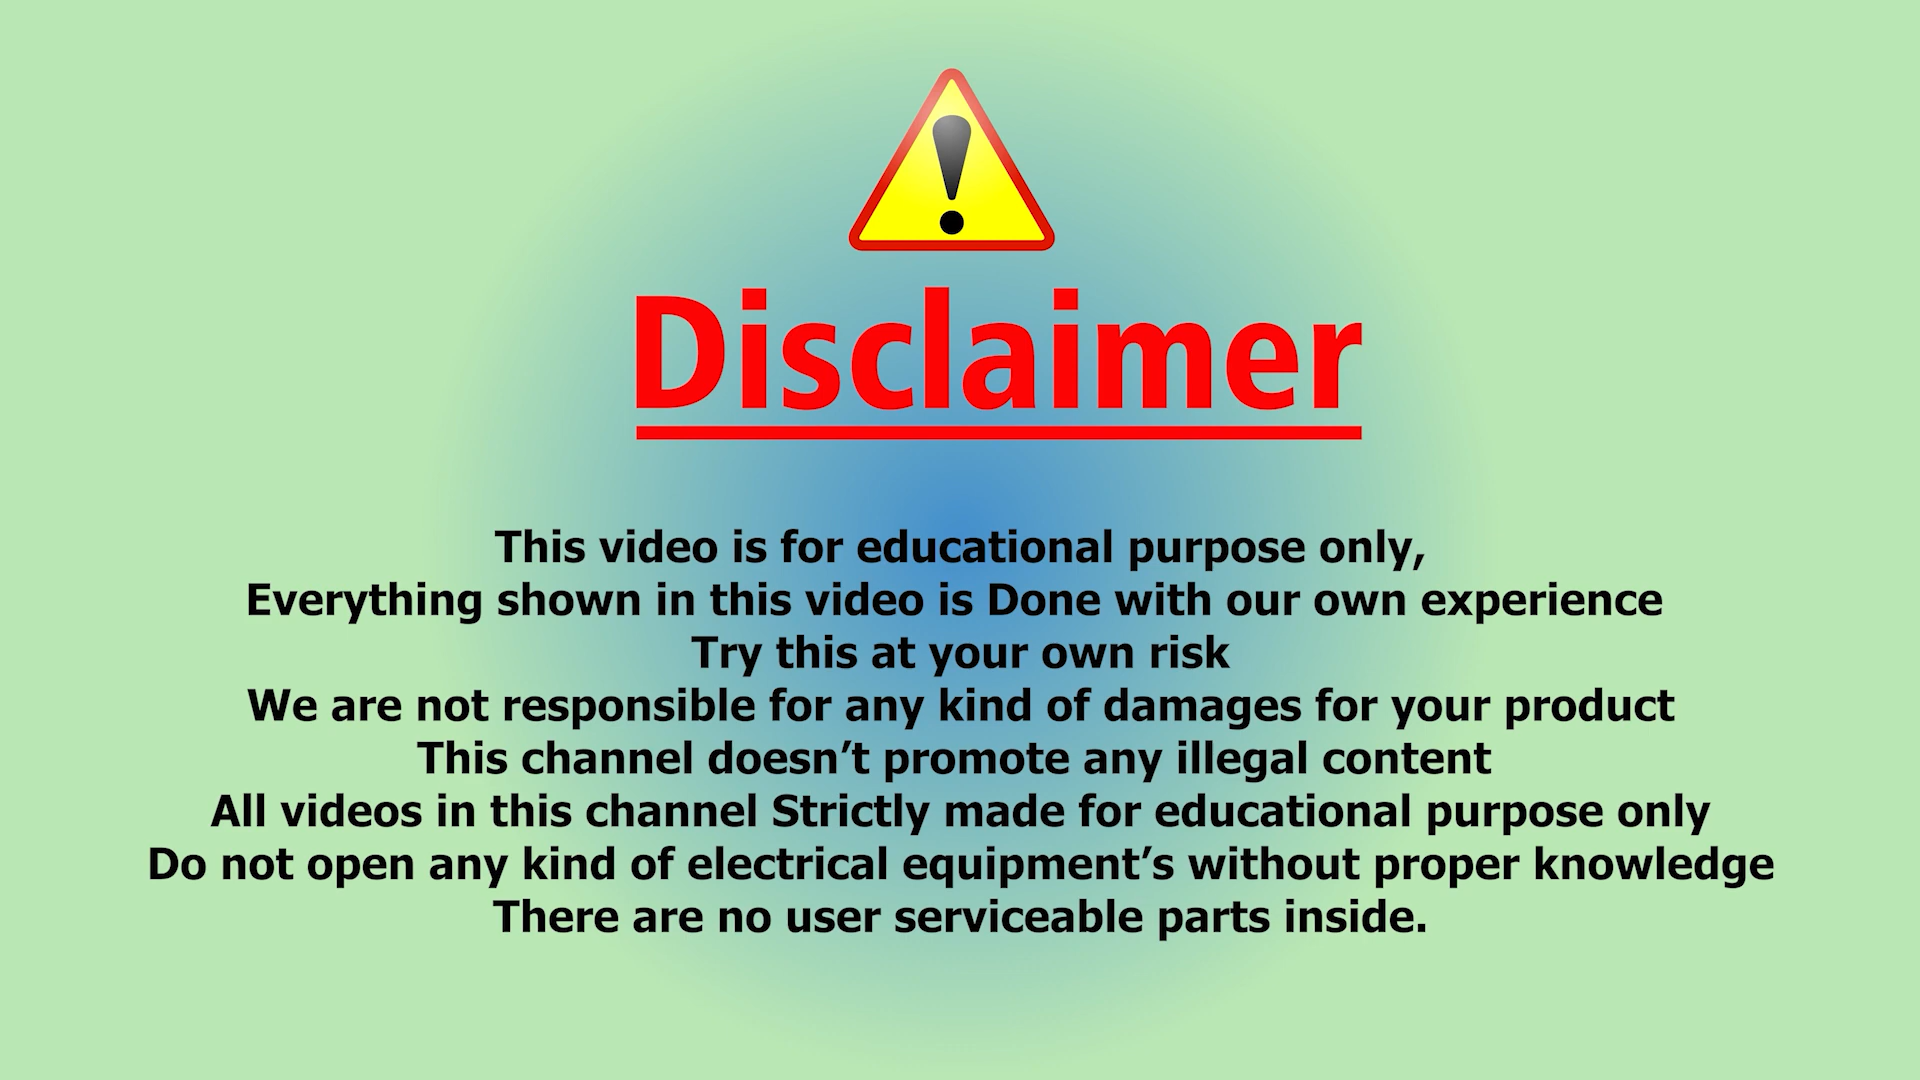 Disclaimer
This video is for educational purpose only,
Everything shown in this video is Done with our own experience
Try this at your own risk
We are not responsible for any kind of damages for your product
This channel doesn’t promote any illegal content
All videos in this channel Strictly made for educational purpose only
Do not open any kind of electrical equipment’s without proper knowledge
There are no user serviceable parts inside.